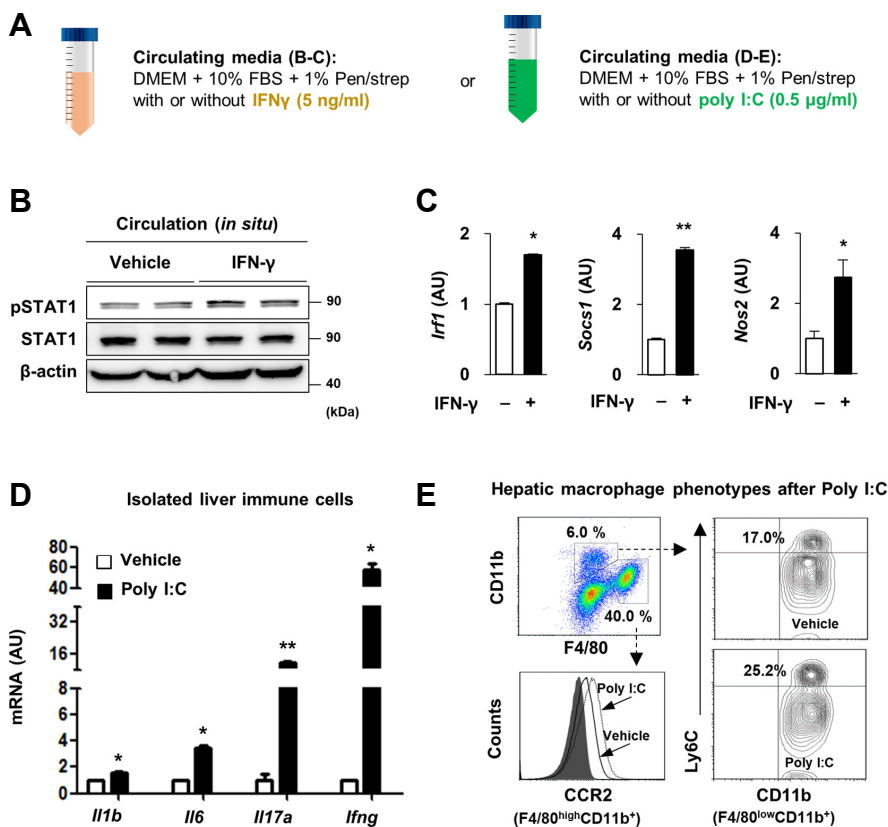 A
Circulating media (B-C):
DMEM + 10% FBS + 1% Pen/strep
with or without IFNγ (5 ng/ml)
or
Circulating media (D-E):
DMEM + 10% FBS + 1% Pen/strep
with or without poly I:C (0.5 μg/ml)
B
Circulation (in situ)
Vehicle IFN-γ
pSTAT1 90
STAT1 90
β-actin
40
(kDa)
C
Irf1 (AU)
2
1
0
*
IFN-γ – +
Socs1 (AU)
4
2
0
**
IFN-γ – +
Nos2 (AU)
4
2
0
*
IFN-γ – +
D
Isolated liver immune cells
mRNA (AU)
80
60
40
32
16
8
6
4
2
0
Vehicle
Poly I:C
*
*
**
*
Il1b Il6 Il17a Ifng
E
Hepatic macrophage phenotypes after Poly I:C
CD11b
6.0 %
40.0 %
F4/80
Counts
Poly I:C
Vehicle
CCR2
(F4/80highCD11b+)
Ly6C
17.0%
Vehicle
25.2%
Poly I:C
CD11b
(F4/80lowCD11b+)